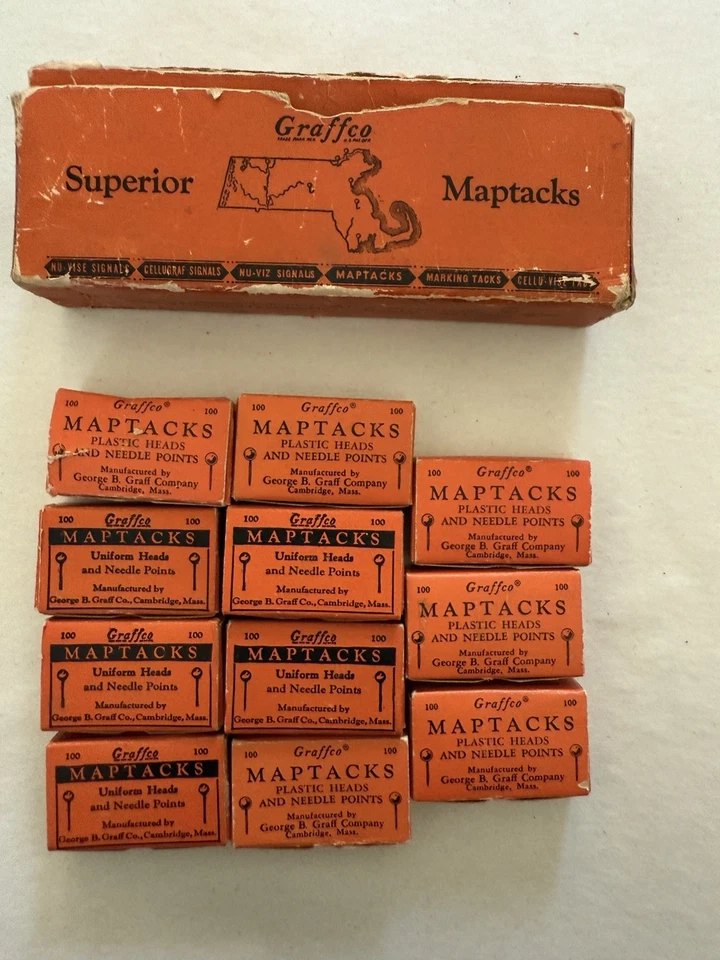 Graffco
Superior
Maptacks
NU-VISE SIGNALS CELLUGRAF SIGNALS NU-VIZ SIGNALS MAPTACKS MARKING TACKS
100 Graffco® 100
MAPTACKS
PLASTIC HEADS
AND NEEDLE POINTS
Manufactured by
George B. Graff Company
Cambridge, Mass.
100 Graffco® 100
MAPTACKS
PLASTIC HEADS
AND NEEDLE POINTS
Manufactured by
George B. Graff Company
Cambridge, Mass.
100 Graffco® 100
MAPTACKS
PLASTIC HEADS
AND NEEDLE POINTS
Manufactured by
George B. Graff Company
Cambridge, Mass.
100 Graffco 100
MAPTACKS
Uniform Heads
and Needle Points
Manufactured by
George B. Graff Co., Cambridge, Mass.
100 Graffco 100
MAPTACKS
Uniform Heads
and Needle Points
Manufactured by
George B. Graff Co., Cambridge, Mass.
100 Graffco® 100
MAPTACKS
PLASTIC HEADS
AND NEEDLE POINTS
Manufactured by
George B. Graff Company
Cambridge, Mass.
100 Graffco 100
MAPTACKS
Uniform Heads
and Needle Points
Manufactured by
George B. Graff Co., Cambridge, Mass.
100 Graffco 100
MAPTACKS
Uniform Heads
and Needle Points
Manufactured by
George B. Graff Co., Cambridge, Mass.
100 Graffco® 100
MAPTACKS
PLASTIC HEADS
AND NEEDLE POINTS
Manufactured by
George B. Graff Company
Cambridge, Mass.
100 Graffco 100
MAPTACKS
Uniform Heads
and Needle Points
Manufactured by
George B. Graff Co., Cambridge, Mass.
100 Graffco® 100
MAPTACKS
PLASTIC HEADS
AND NEEDLE POINTS
Manufactured by
George B. Graff Company
Cambridge, Mass.